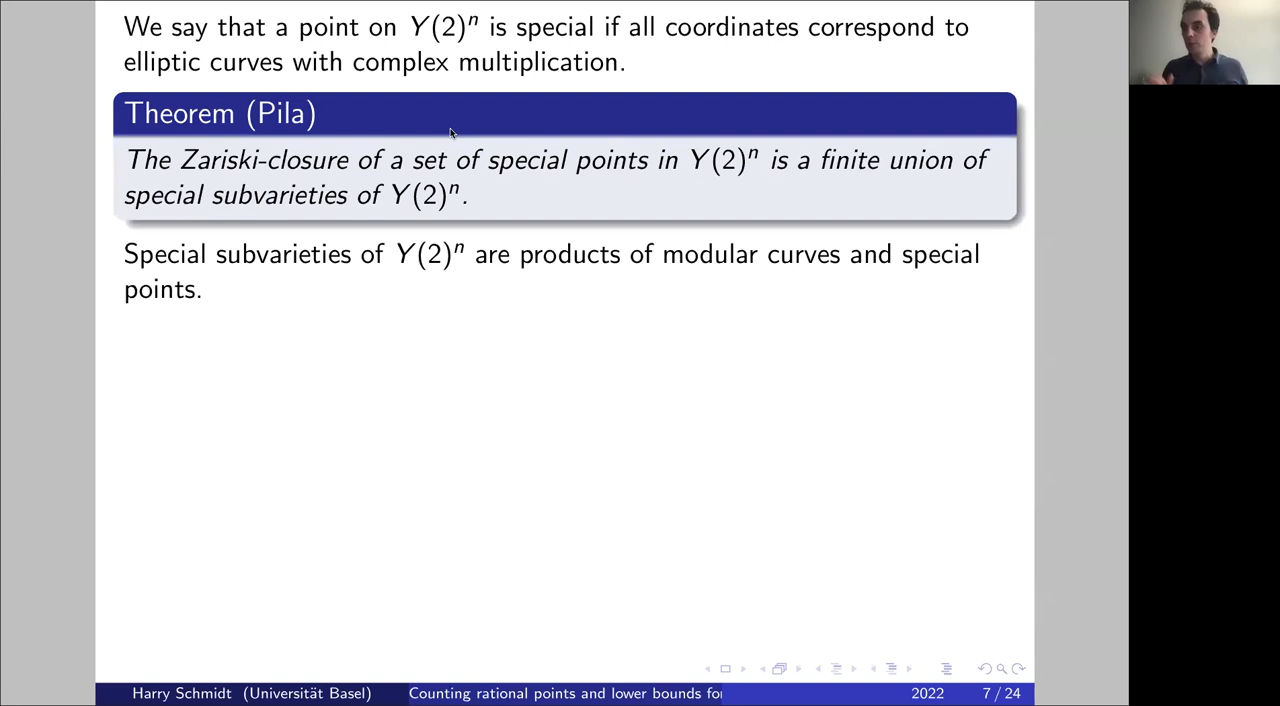 We say that a point on Y(2)ⁿ is special if all coordinates correspond to
elliptic curves with complex multiplication.
Theorem (Pila)
The Zariski-closure of a set of special points in Y(2)ⁿ is a finite union of
special subvarieties of Y(2)ⁿ.
Special subvarieties of Y(2)ⁿ are products of modular curves and special
points.
Harry Schmidt (Universität Basel) Counting rational points and lower bounds fo 2022 7 / 24